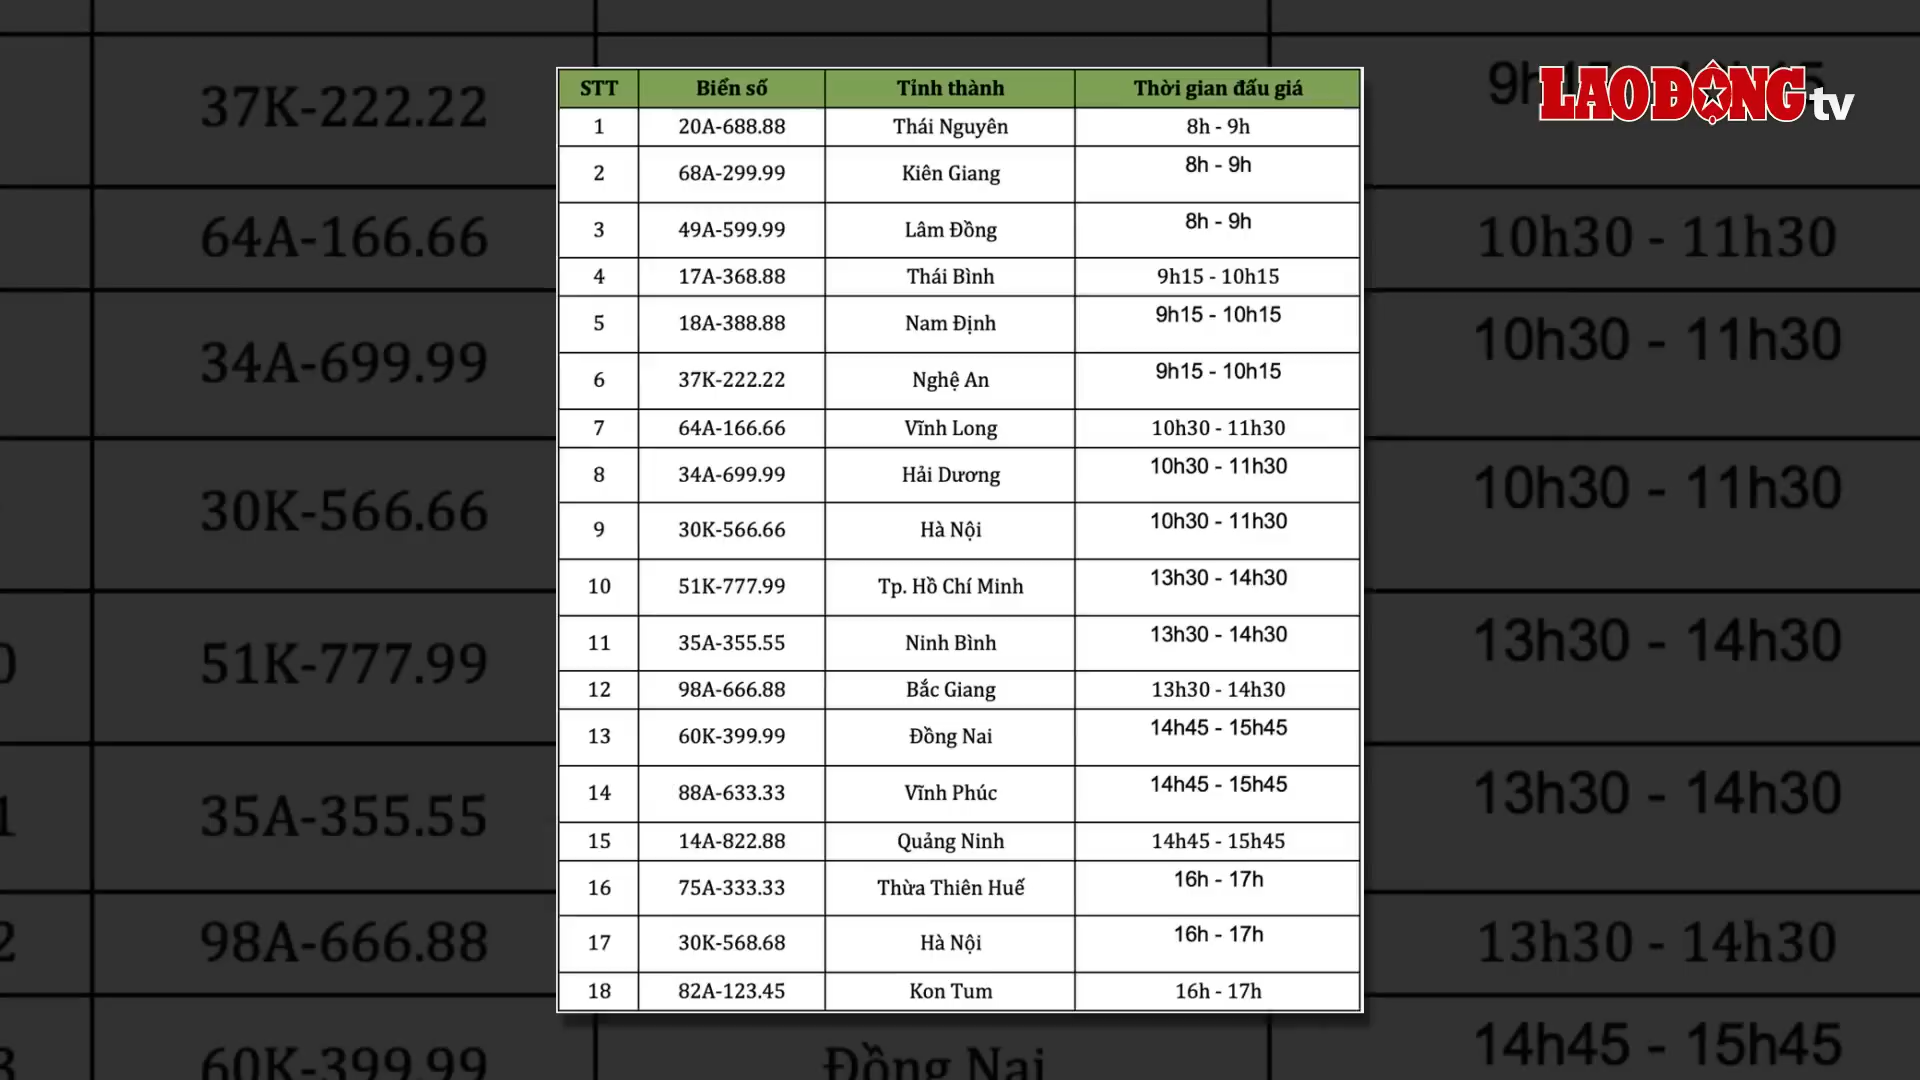 LAO ĐỘNG tv
STT Biển số Tỉnh thành Thời gian đấu giá
1 20A-688.88 Thái Nguyên 8h - 9h
2 68A-299.99 Kiên Giang 8h - 9h
3 49A-599.99 Lâm Đồng 8h - 9h
4 17A-368.88 Thái Bình 9h15 - 10h15
5 18A-388.88 Nam Định 9h15 - 10h15
6 37K-222.22 Nghệ An 9h15 - 10h15
7 64A-166.66 Vĩnh Long 10h30 - 11h30
8 34A-699.99 Hải Dương 10h30 - 11h30
9 30K-566.66 Hà Nội 10h30 - 11h30
10 51K-777.99 Tp. Hồ Chí Minh 13h30 - 14h30
11 35A-355.55 Ninh Bình 13h30 - 14h30
12 98A-666.88 Bắc Giang 13h30 - 14h30
13 60K-399.99 Đồng Nai 14h45 - 15h45
14 88A-633.33 Vĩnh Phúc 14h45 - 15h45
15 14A-822.88 Quảng Ninh 14h45 - 15h45
16 75A-333.33 Thừa Thiên Huế 16h - 17h
17 30K-568.68 Hà Nội 16h - 17h
18 82A-123.45 Kon Tum 16h - 17h
37K-222.22
64A-166.66 10h30 - 11h30
34A-699.99 10h30 - 11h30
30K-566.66 10h30 - 11h30
51K-777.99 13h30 - 14h30
35A-355.55 13h30 - 14h30
98A-666.88 13h30 - 14h30
60K-399.99 Đồng Nai 14h45 - 15h45